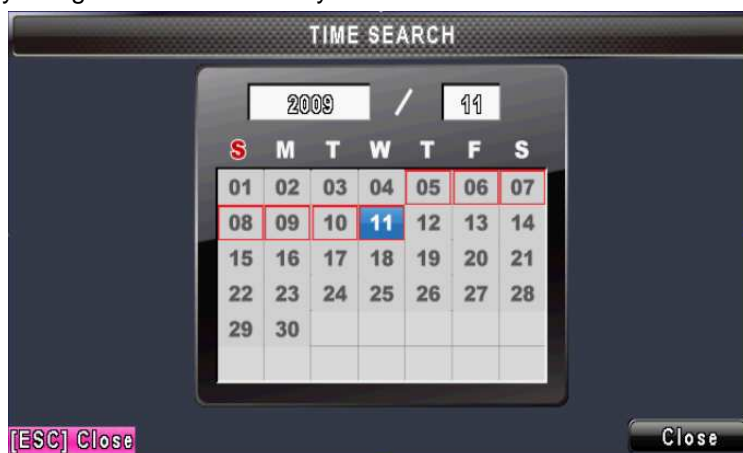 TIME SEARCH
2009 / 11
S M T W T F S
01 02 03 04 05 06 07
08 09 10 11 12 13 14
15 16 17 18 19 20 21
22 23 24 25 26 27 28
29 30
[ESC] Close Close